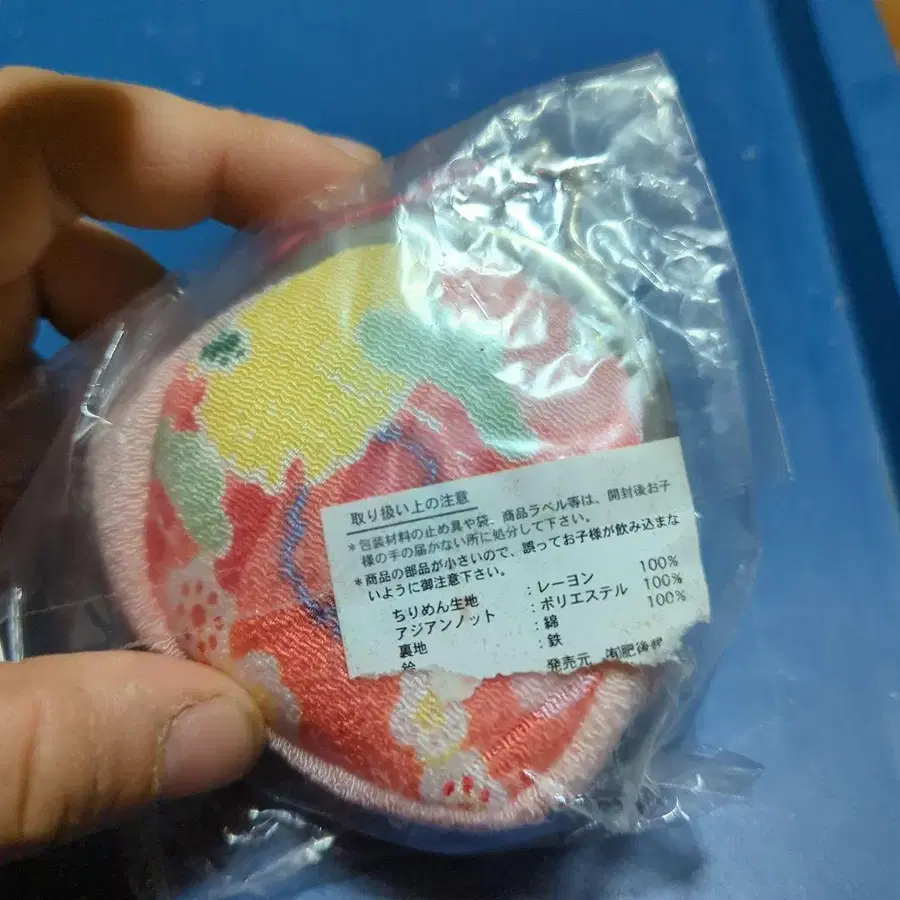 取り扱い上の注意
*包装材料の止め具や袋、商品ラベル等は、開封後お子
様の手の届かない所に処分して下さい。
*商品の部品が小さいので、誤ってお子様が飲み込まな
いように御注意下さい。
ちりめん生地 : レーヨン 100%
アジアンノット : ポリエステル 100%
裏地 : 綿 100%
鈴 : 鉄
発売元 ㈲肥後